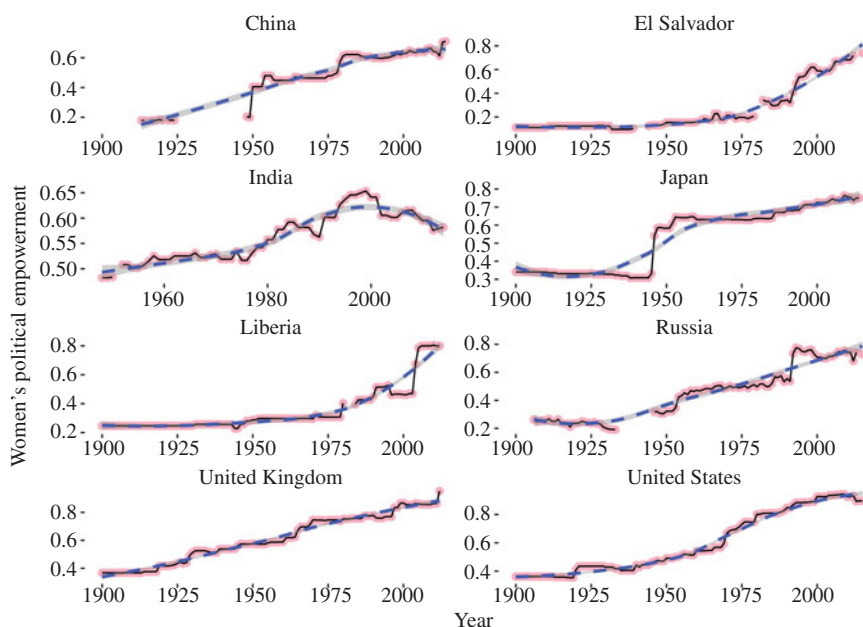 China
0.6
0.4
0.2
1900 1925 1950 1975 2000
El Salvador
0.8
0.6
0.4
0.2
1900 1925 1950 1975 2000
India
0.65
0.60
0.55
0.50
1960 1980 2000
Japan
0.8
0.7
0.6
0.5
0.4
0.3
1900 1925 1950 1975 2000
Liberia
0.8
0.6
0.4
0.2
1900 1925 1950 1975 2000
Russia
0.8
0.6
0.4
0.2
1900 1925 1950 1975 2000
United Kingdom
0.8
0.6
0.4
1900 1925 1950 1975 2000
United States
0.8
0.6
0.4
1900 1925 1950 1975 2000
Women's political empowerment
Year